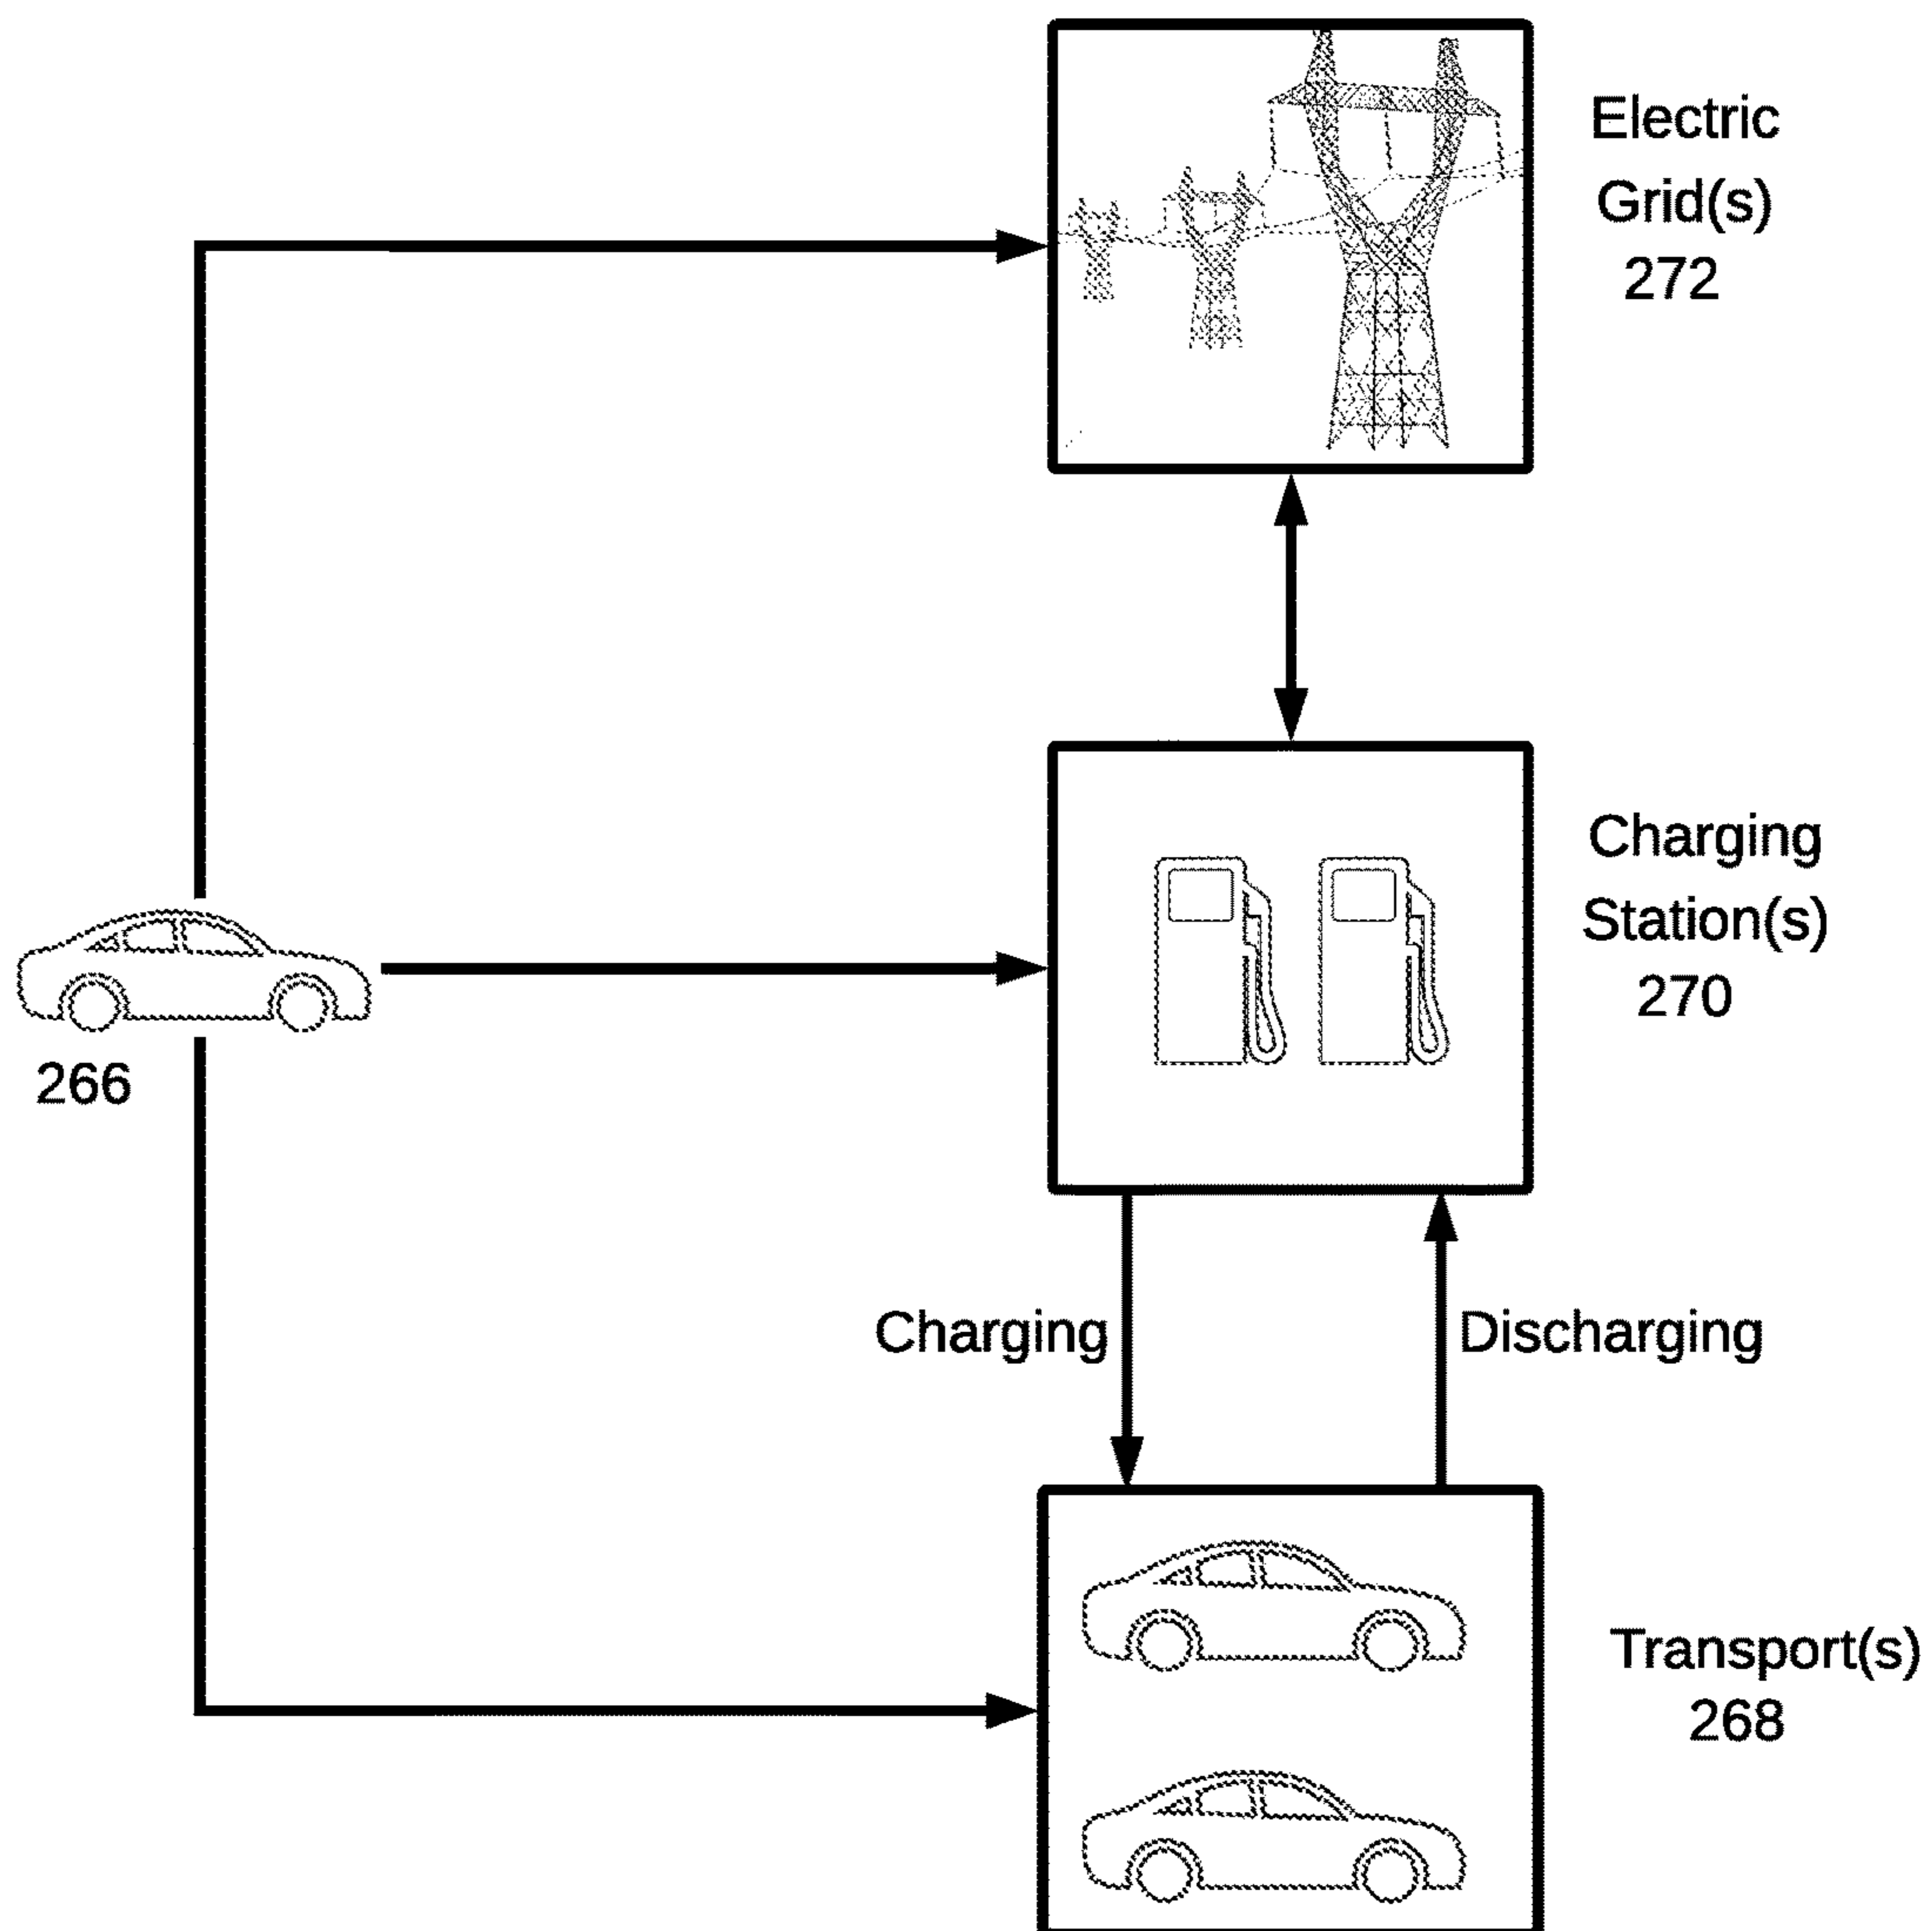 Electric
Grid(s)
272
Charging
Station(s)
270
266
Charging
Discharging
Transport(s)
268